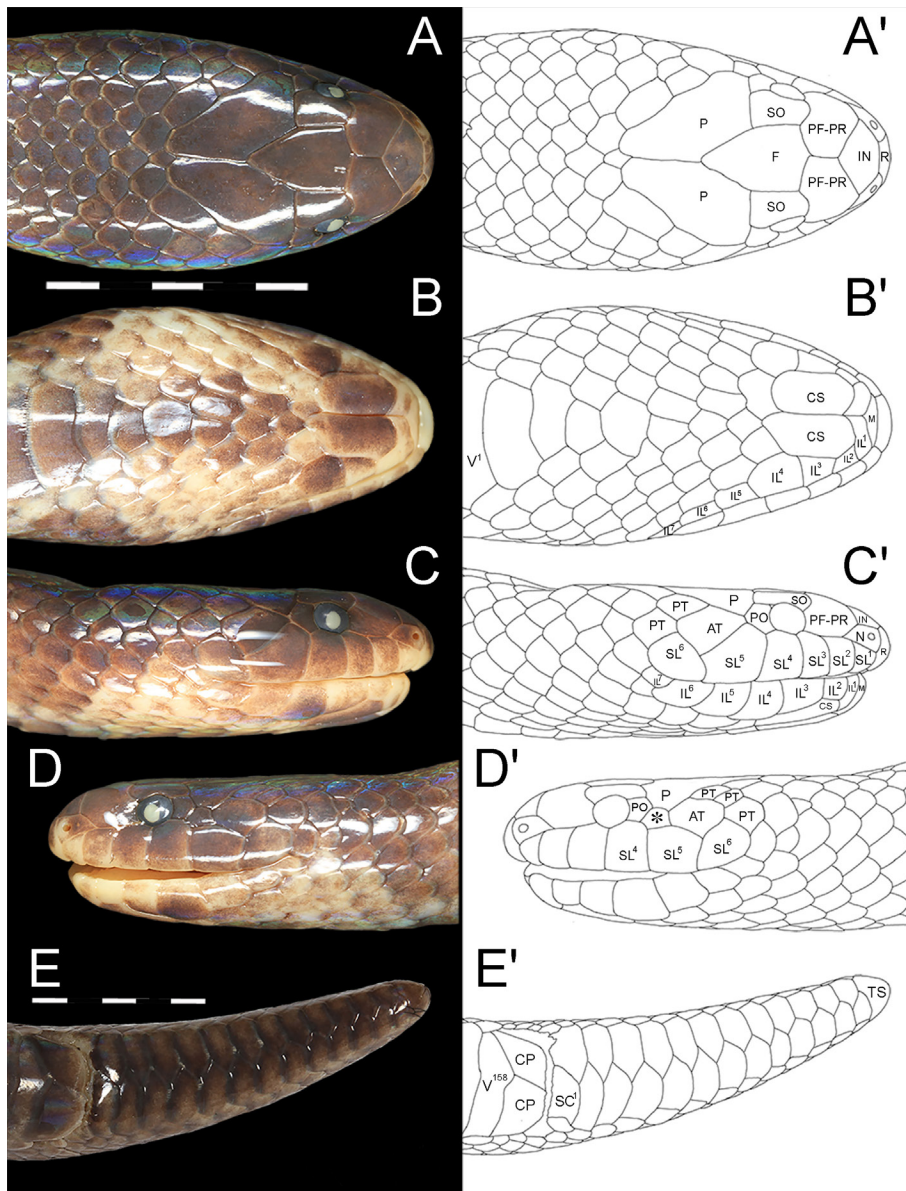 A
A'
SO
P
PF-PR
F
IN
R
P
PF-PR
SO
B
B'
CS
M
CS
IL¹
V¹
IL²
IL³
IL⁴
IL⁵
IL⁶
IL⁷
C
C'
PT
P
SO
PO
PF-PR
IN
PT
AT
N
R
SL⁶
SL⁵
SL⁴
SL³
SL²
SL¹
IL⁷
IL⁶
IL⁵
IL⁴
IL³
IL²
IL¹
M
CS
D
D'
P
PT
PT
PO
*
AT
PT
SL⁴
SL⁵
SL⁶
E
E'
TS
CP
V¹⁵⁸
CP
SC¹